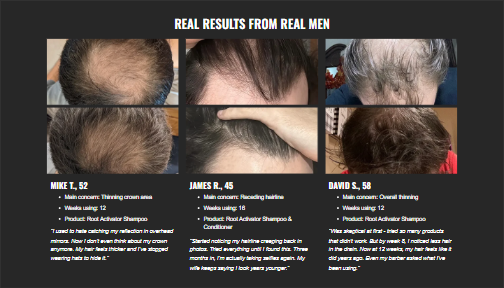 REAL RESULTS FROM REAL MEN
MIKE T., 52
• Main concern: Thinning crown area
• Weeks using: 12
• Product: Root Activator Shampoo
"I used to hate catching my reflection in overhead
mirrors. Now I don't even think about my crown
anymore. My hair feels thicker and I've stopped
wearing hats to hide it."
JAMES R., 45
• Main concern: Receding hairline
• Weeks using: 16
• Product: Root Activator Shampoo &
Conditioner
"Started noticing my hairline creeping back in
photos. Tried everything until I found this. Three
months in, I'm actually taking selfies again. My
wife keeps saying I look years younger."
DAVID S., 58
• Main concern: Overall thinning
• Weeks using: 12
• Product: Root Activator Shampoo
"Was skeptical at first - tried so many products
that didn't work. But by week 8, I noticed less hair
in the drain. Now at 12 weeks, my hair feels like it
did years ago. Even my barber asked what I've
been using."